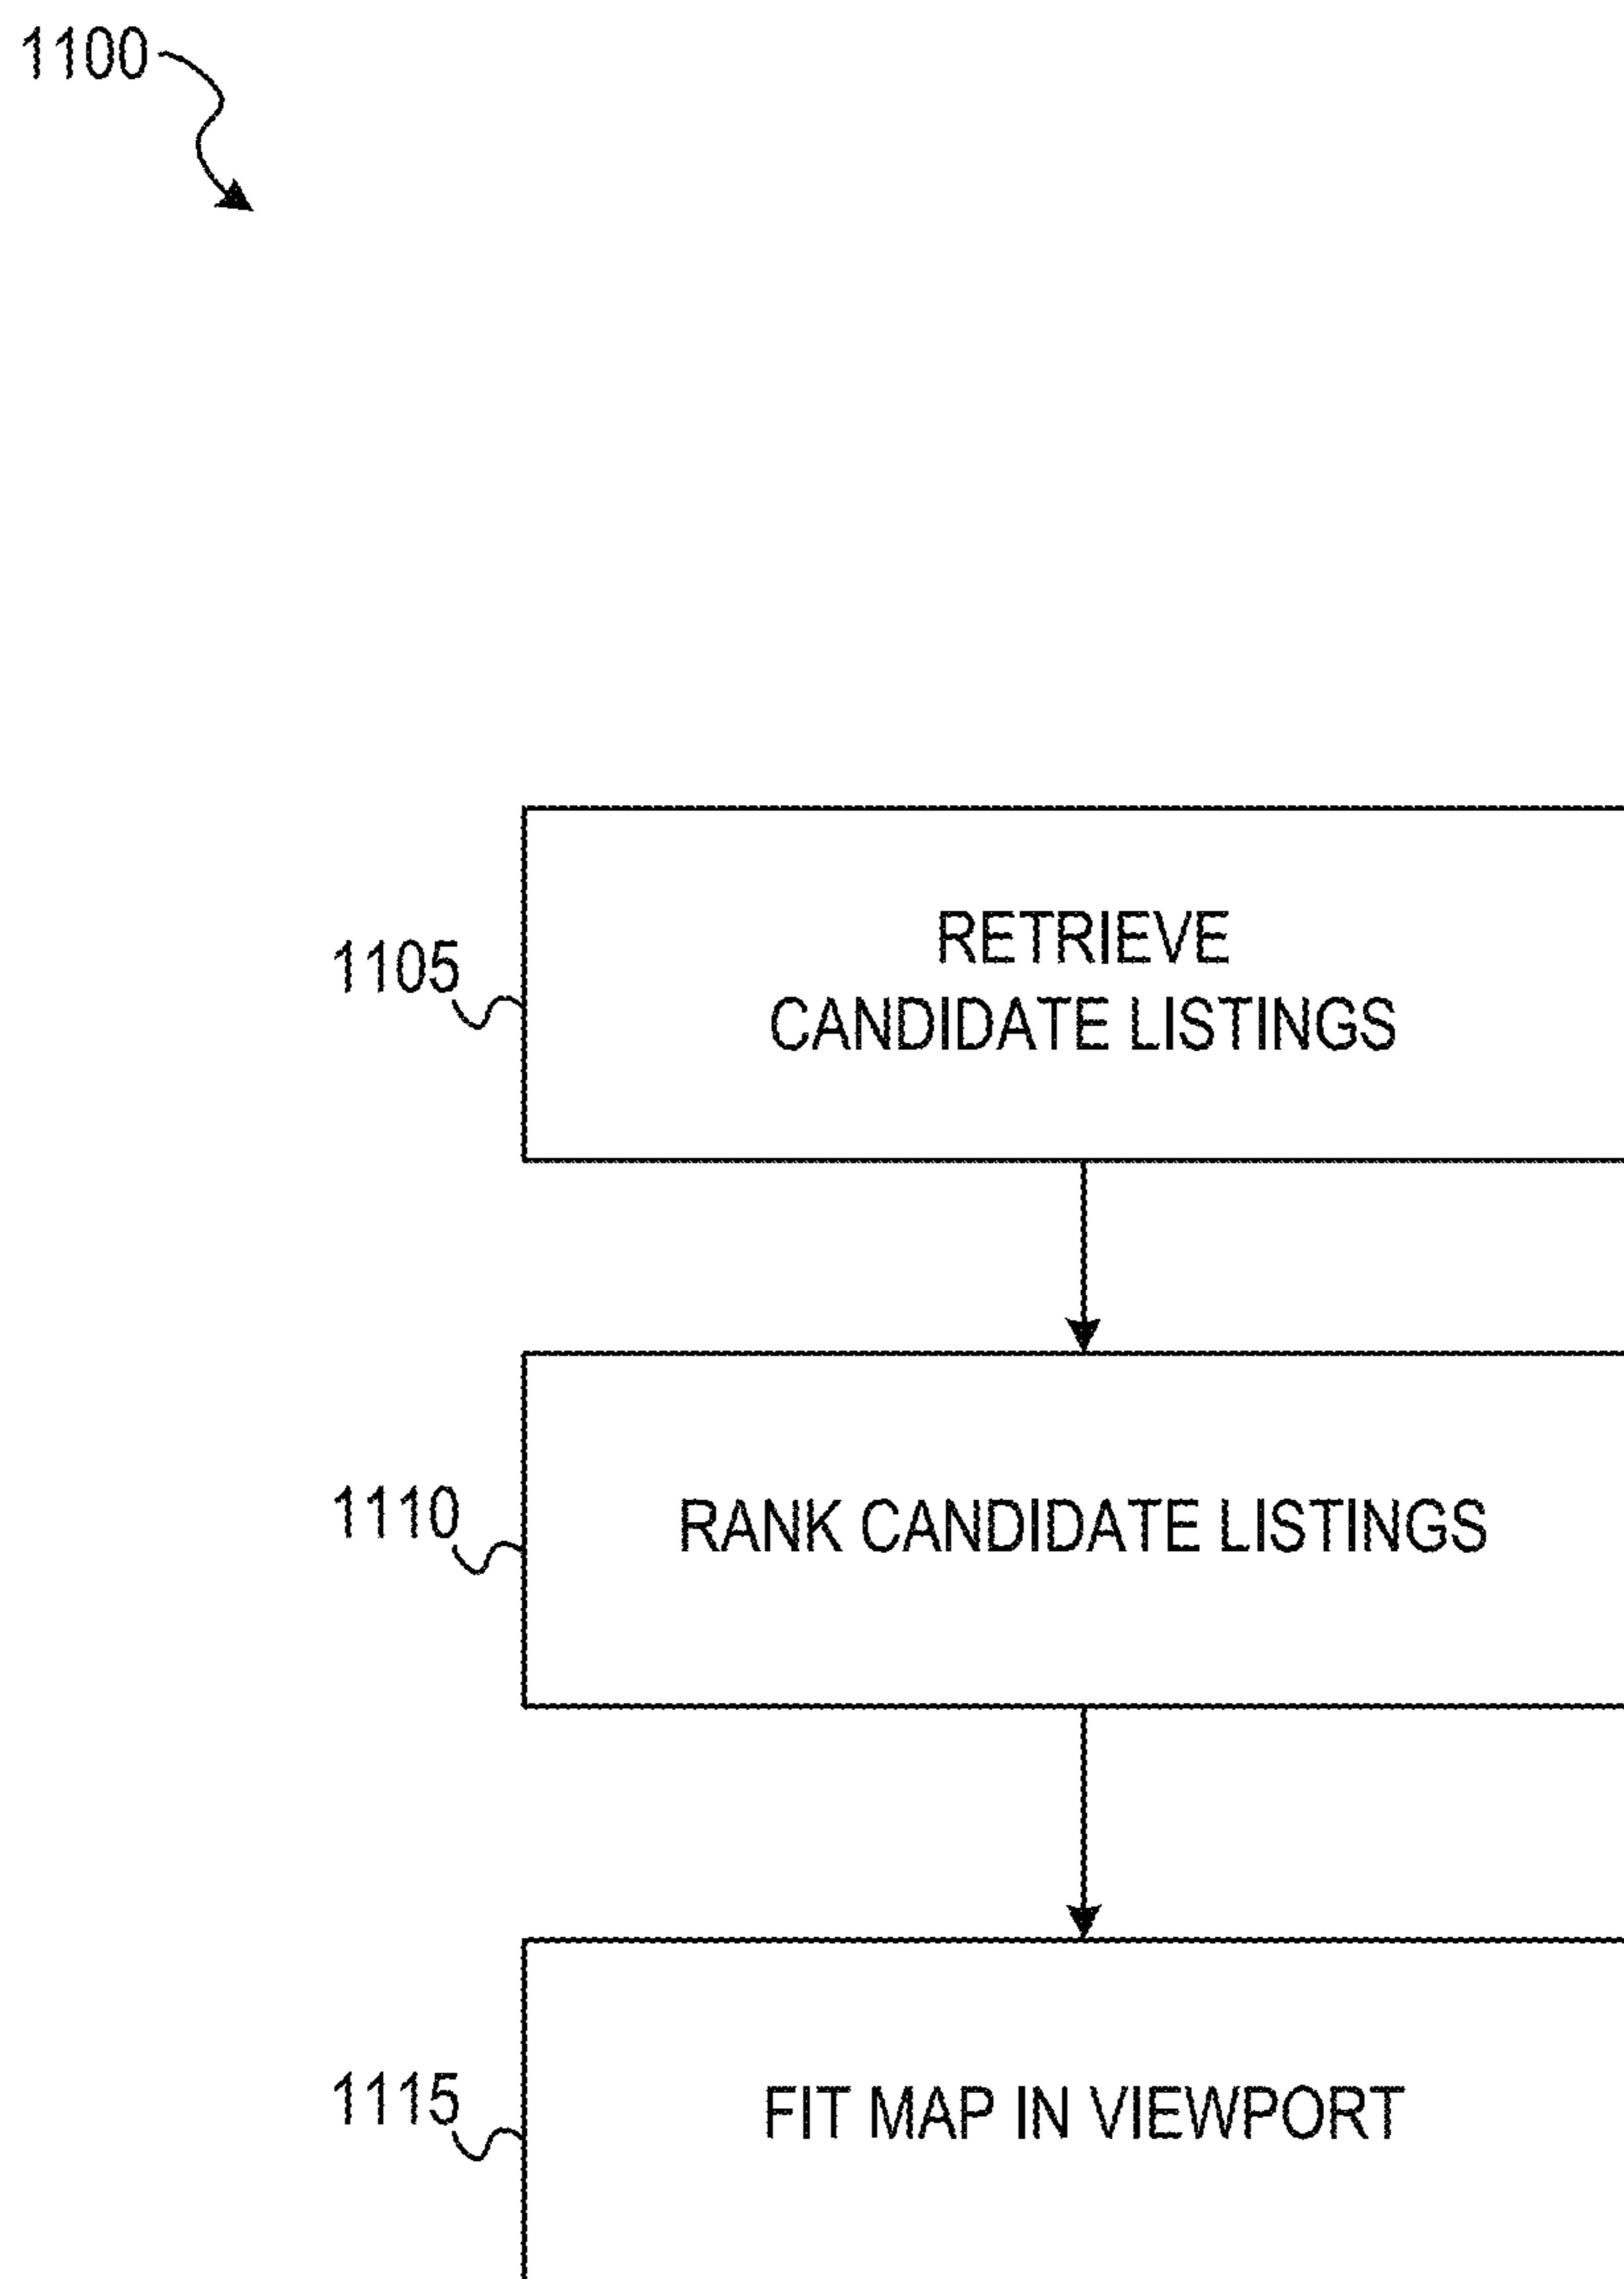 1100
1105
RETRIEVE
CANDIDATE LISTINGS
1110
RANK CANDIDATE LISTINGS
1115
FIT MAP IN VIEWPORT